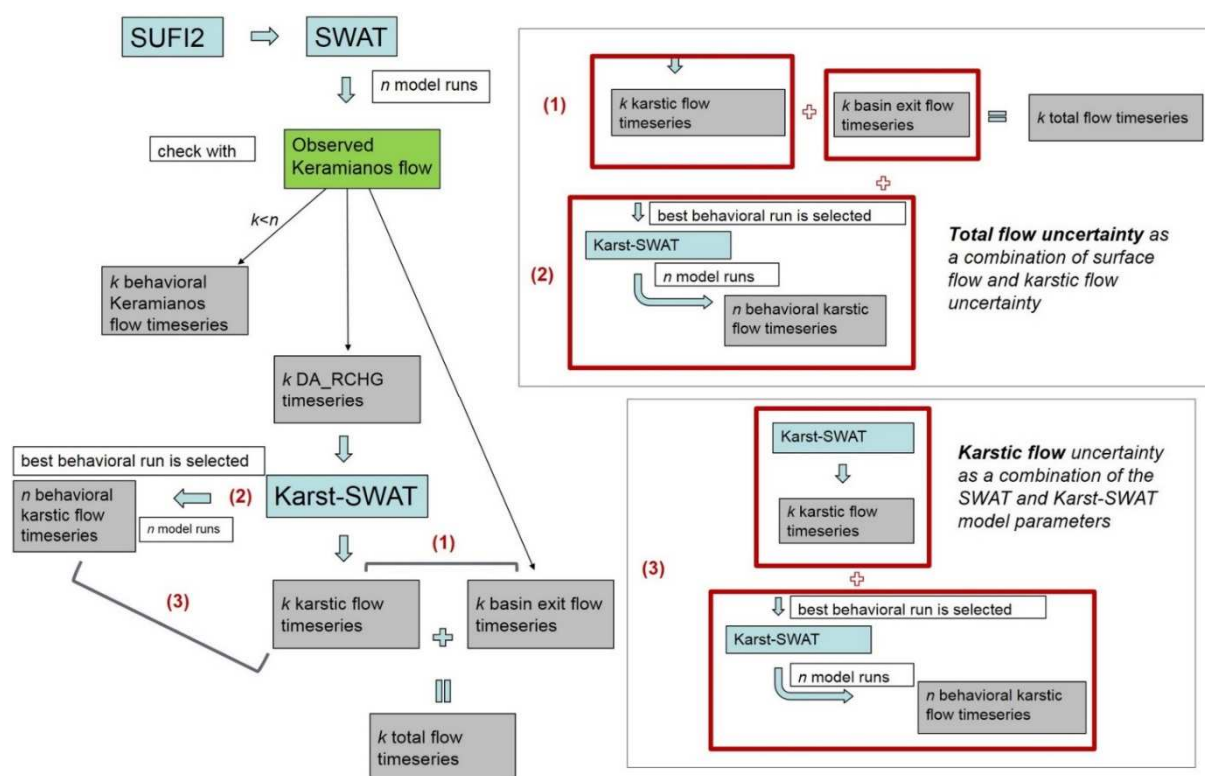 SUFI2
SWAT
n model runs
check with
Observed
Keramianos flow
k<n
k behavioral
Keramianos
flow timeseries
k DA_RCHG
timeseries
best behavioral run is selected
n behavioral
karstic flow
timeseries
(2)
n model runs
Karst-SWAT
(1)
(3)
k karstic flow
timeseries
k basin exit flow
timeseries
k total flow
timeseries
(1)
k karstic flow
timeseries
k basin exit flow
timeseries
k total flow timeseries
(2)
best behavioral run is selected
Karst-SWAT
n model runs
n behavioral karstic
flow timeseries
Total flow uncertainty as
a combination of surface
flow and karstic flow
uncertainty
(3)
Karst-SWAT
k karstic flow
timeseries
Karstic flow uncertainty
as a combination of the
SWAT and Karst-SWAT
model parameters
best behavioral run is selected
Karst-SWAT
n model runs
n behavioral karstic
flow timeseries